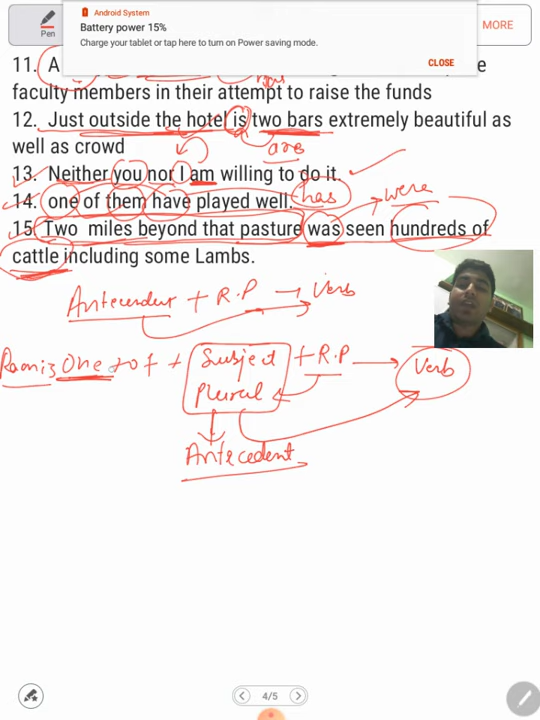 Android System
Battery power 15%
Charge your tablet or tap here to turn on Power saving mode.
CLOSE
Pen
MORE
11. A
faculty members in their attempt to raise the funds
12. Just outside the hotel is two bars extremely beautiful as
well as crowd
are
13. Neither you nor I am willing to do it.
14. one of them have played well. has
were
15. Two miles beyond that pasture was seen hundreds of
cattle including some Lambs.
Antecendent + R.P → Verb
One + of + Subject + R.P → Verb
Plural
Antecedent
4/5